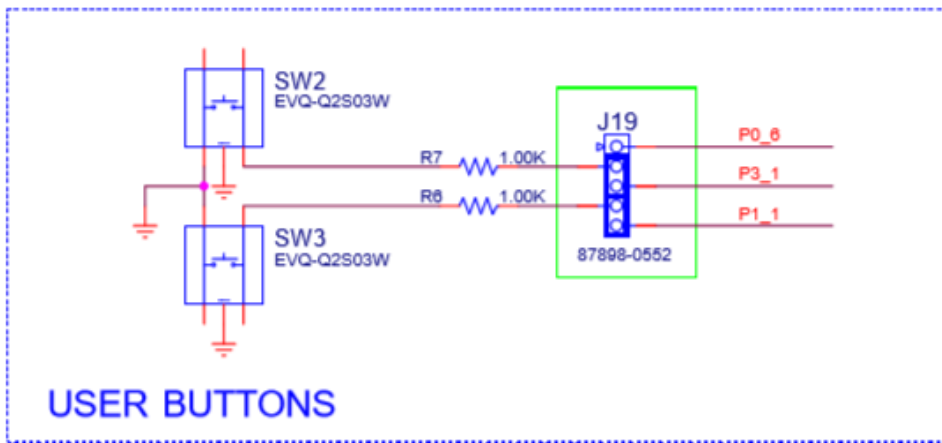 SW2
EVQ-Q2S03W
J19
P0_6
R7 1.00K
P3_1
R6 1.00K
P1_1
SW3
EVQ-Q2S03W
87898-0552
USER BUTTONS